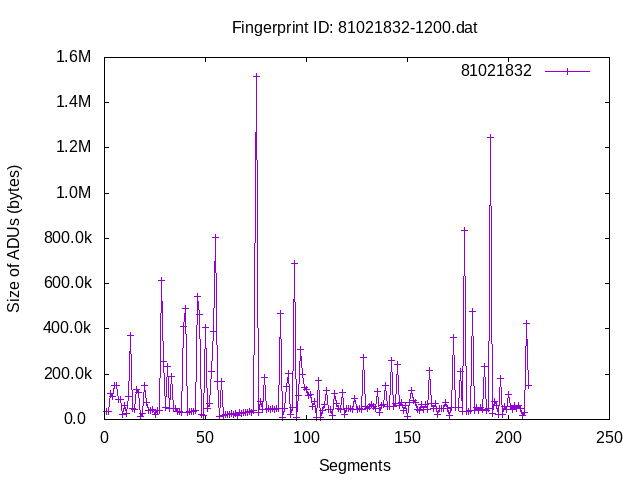 Fingerprint ID: 81021832-1200.dat
81021832
1.6M
1.4M
1.2M
1.0M
800.0k
600.0k
400.0k
200.0k
0.0
Size of ADUs (bytes)
0 50 100 150 200 250
Segments